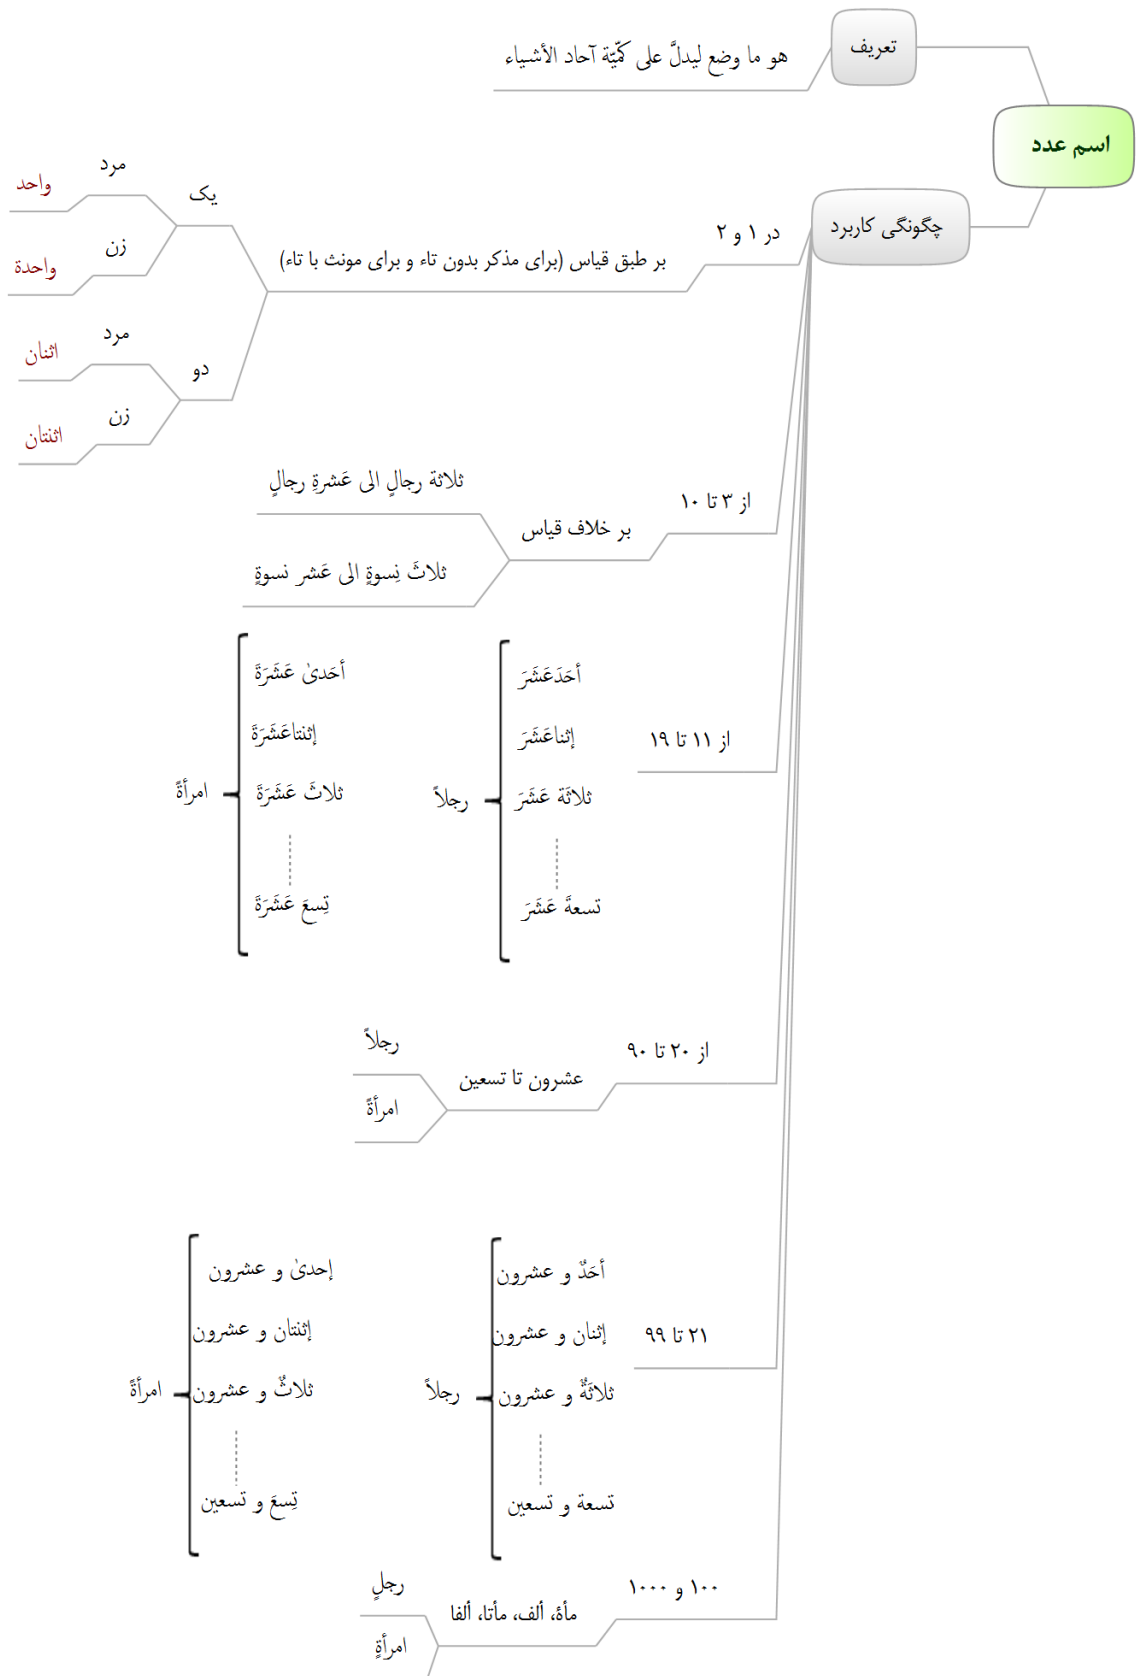 اسم عدد
تعریف
هو ما وضع لیدلَّ علی کمّیّة آحاد الأشیاء
چگونگی کاربرد
در ۱ و ۲
بر طبق قیاس (برای مذکر بدون تاء و برای مونث با تاء)
یک
مرد
واحد
زن
واحدة
دو
مرد
اثنان
زن
اثنتان
از ۳ تا ۱۰
بر خلاف قیاس
ثلاثة رجالٍ الی عَشرةِ رجالٍ
ثلاثَ نِسوةٍ الی عَشر نسوةٍ
از ۱۱ تا ۱۹
أحَدَعَشَرَ
إثناعَشَرَ
ثلاثَة عَشَرَ
تسعةَ عَشَرَ
رجلاً
أحَدیٰ عَشَرَةَ
إثنتاعَشَرَةَ
ثلاثَ عَشَرَةَ
تِسعَ عَشَرَةَ
امرأةً
از ۲۰ تا ۹۰
عشرون تا تسعین
رجلاً
امرأةً
۲۱ تا ۹۹
أحَدٌ و عشرون
إثنان و عشرون
ثلاثَةٌ و عشرون
تسعة و تسعین
رجلاً
إحدیٰ و عشرون
إثنتان و عشرون
ثلاثٌ و عشرون
تِسعَ و تسعین
امرأةً
۱۰۰ و ۱۰۰۰
مأة، ألف، مأتا، ألفا
رجلٍ
امرأةٍ